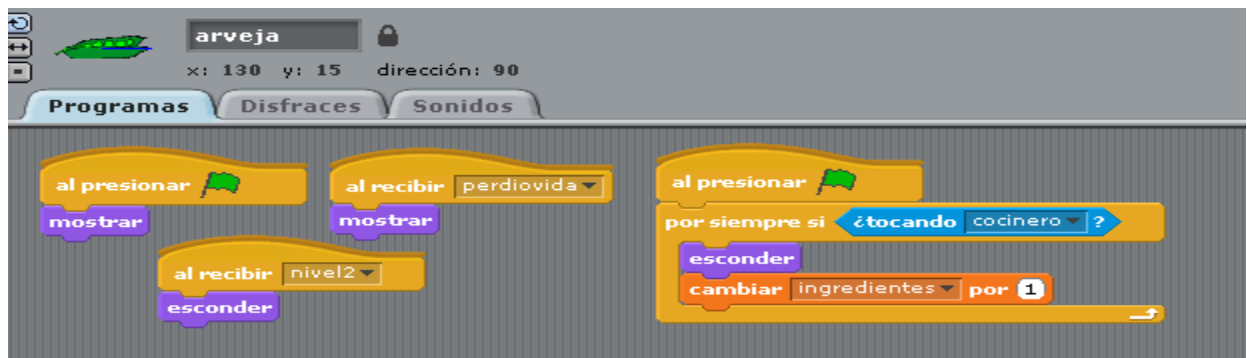 arveja
x: 130 y: 15 dirección: 90
Programas
Disfraces
Sonidos
al presionar
mostrar
al recibir perdiovida
mostrar
al recibir nivel2
esconder
al presionar
por siempre si ¿tocando cocinero ?
esconder
cambiar ingredientes por 1